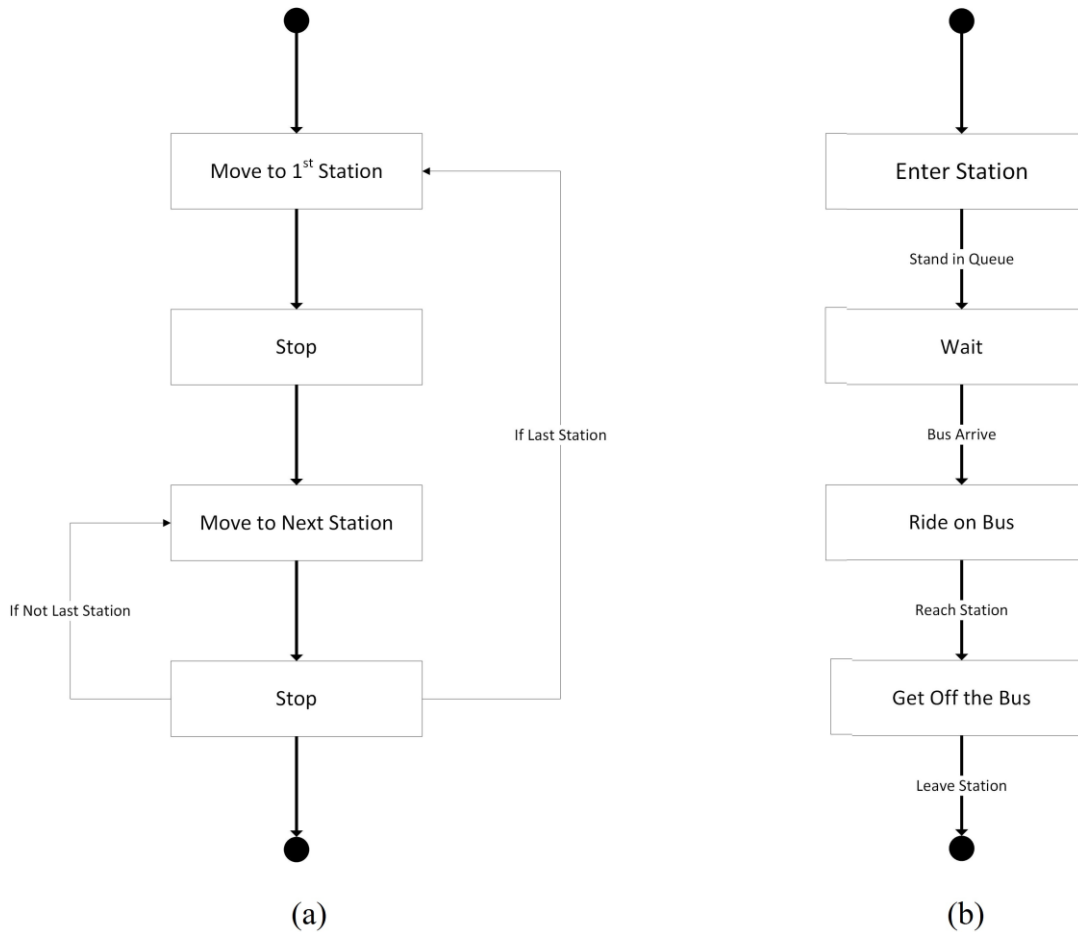 Move to 1st Station
Stop
If Last Station
Move to Next Station
If Not Last Station
Stop
(a)
Enter Station
Stand in Queue
Wait
Bus Arrive
Ride on Bus
Reach Station
Get Off the Bus
Leave Station
(b)